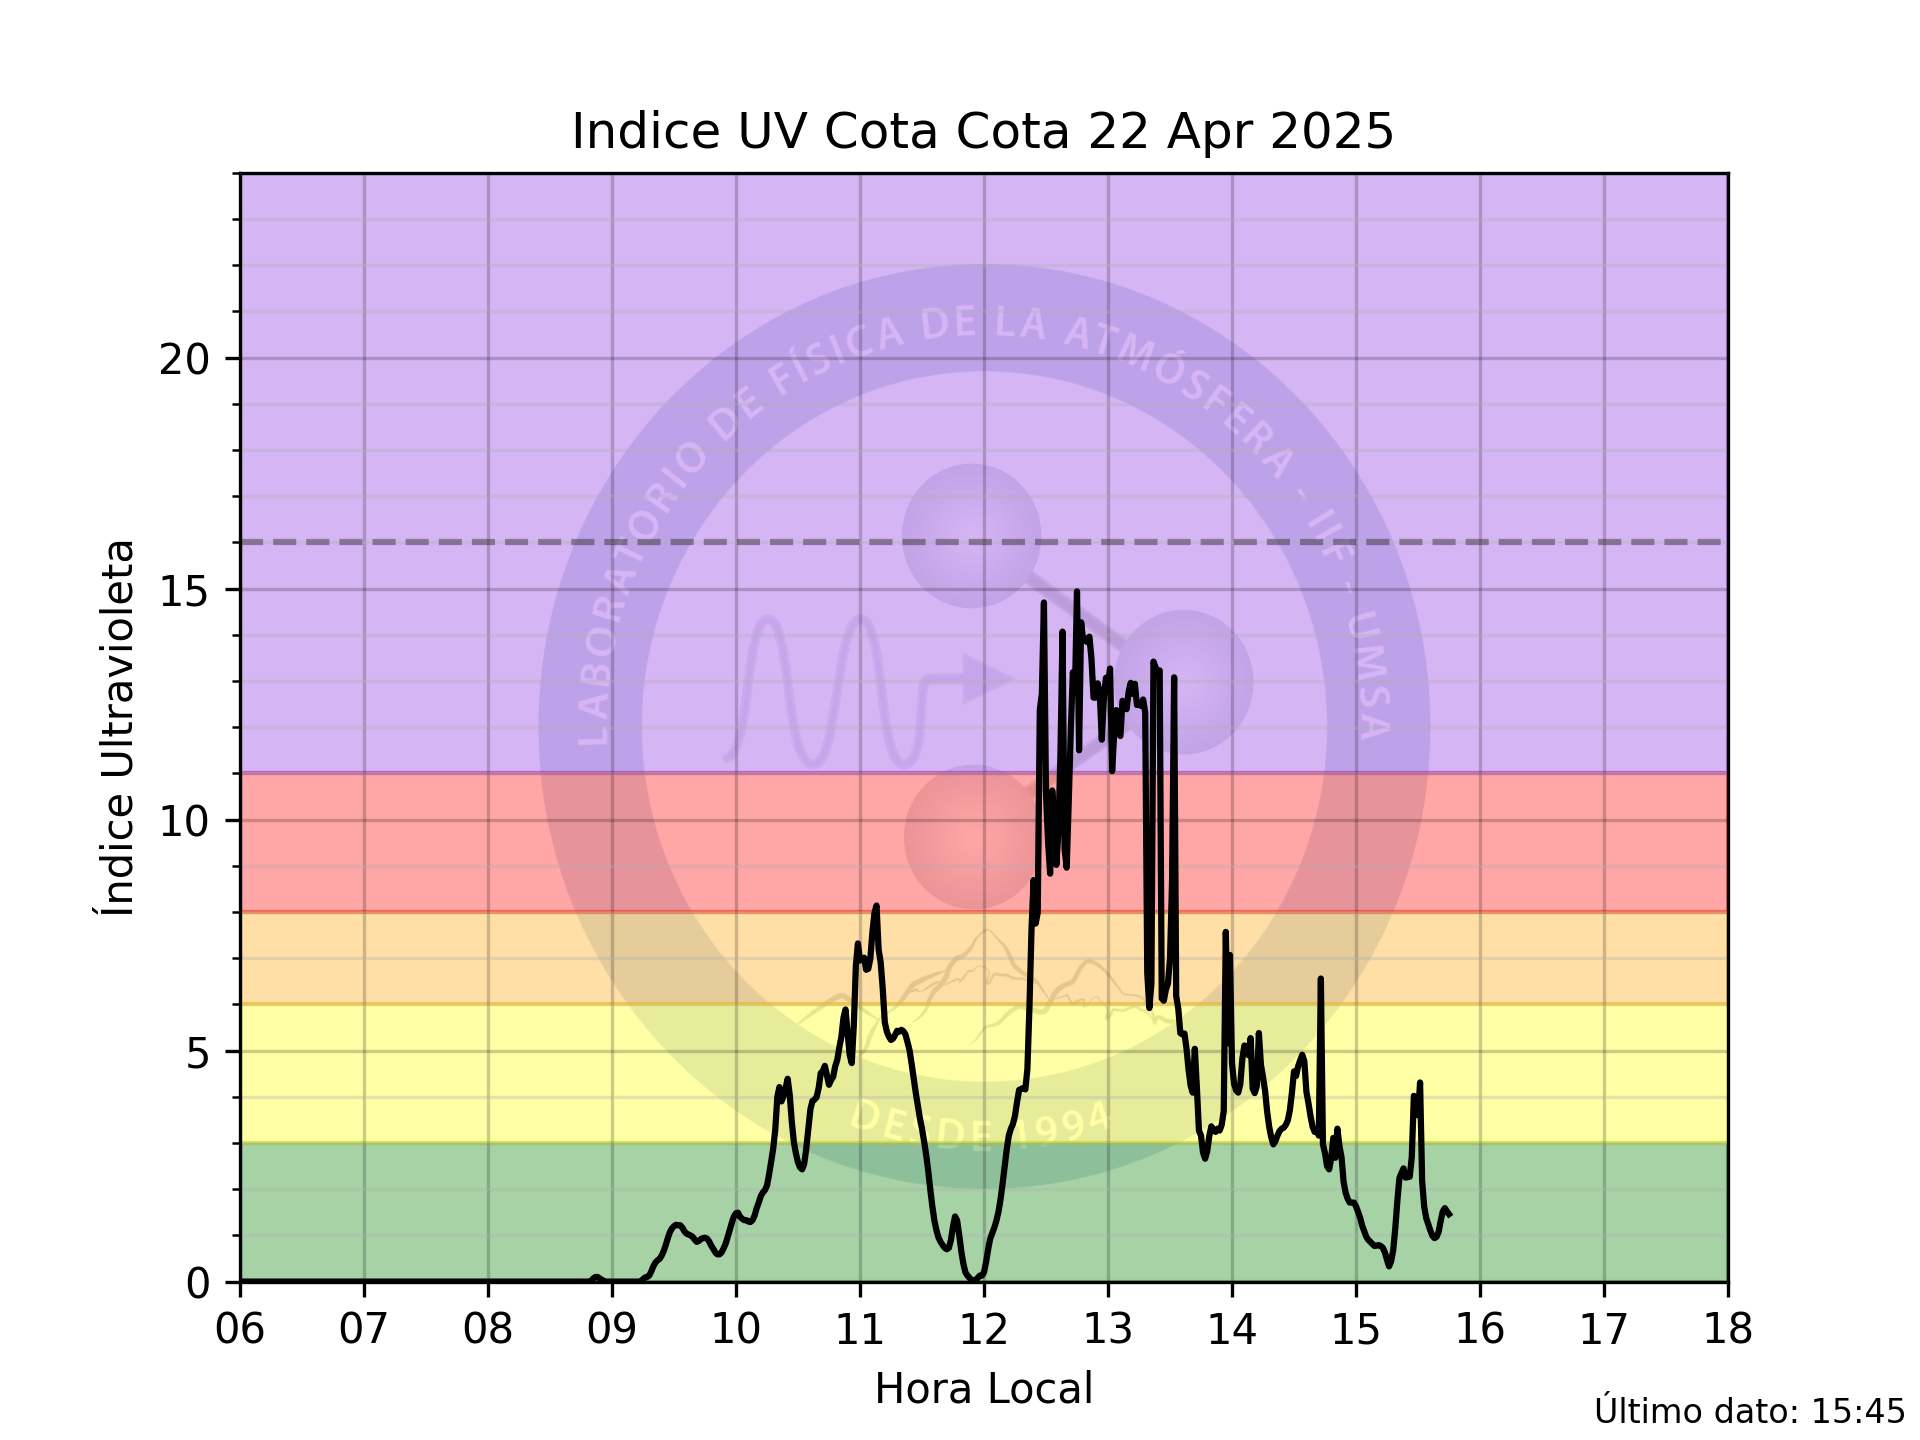 Indice UV Cota Cota 22 Apr 2025
LABORATORIO DE FÍSICA DE LA ATMÓSFERA - IIF - UMSA
DESDE 1994
Índice Ultravioleta
20
15
10
5
0
06 07 08 09 10 11 12 13 14 15 16 17 18
Hora Local
Último dato: 15:45